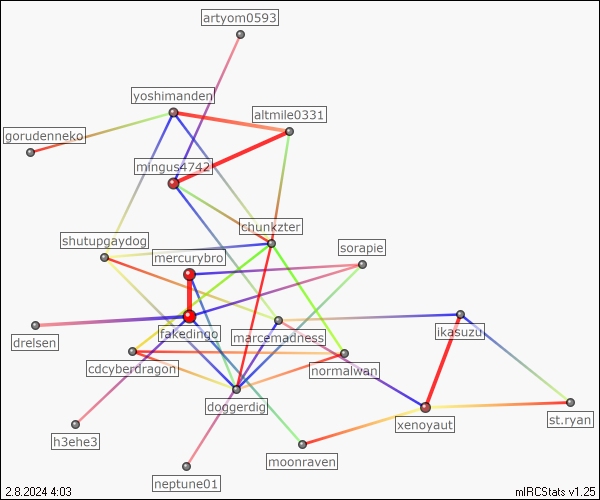 artyom0593
yoshimanden
altmile0331
gorudenneko
mingus4742
chunkzter
shutupgaydog
sorapie
mercurybro
fakedingo
marcemadness
ikasuzu
drelsen
cdcyberdragon
normalwan
doggerdig
st.ryan
xenoyaut
h3ehe3
moonraven
neptune01
2.8.2024 4:03
mIRCStats v1.25